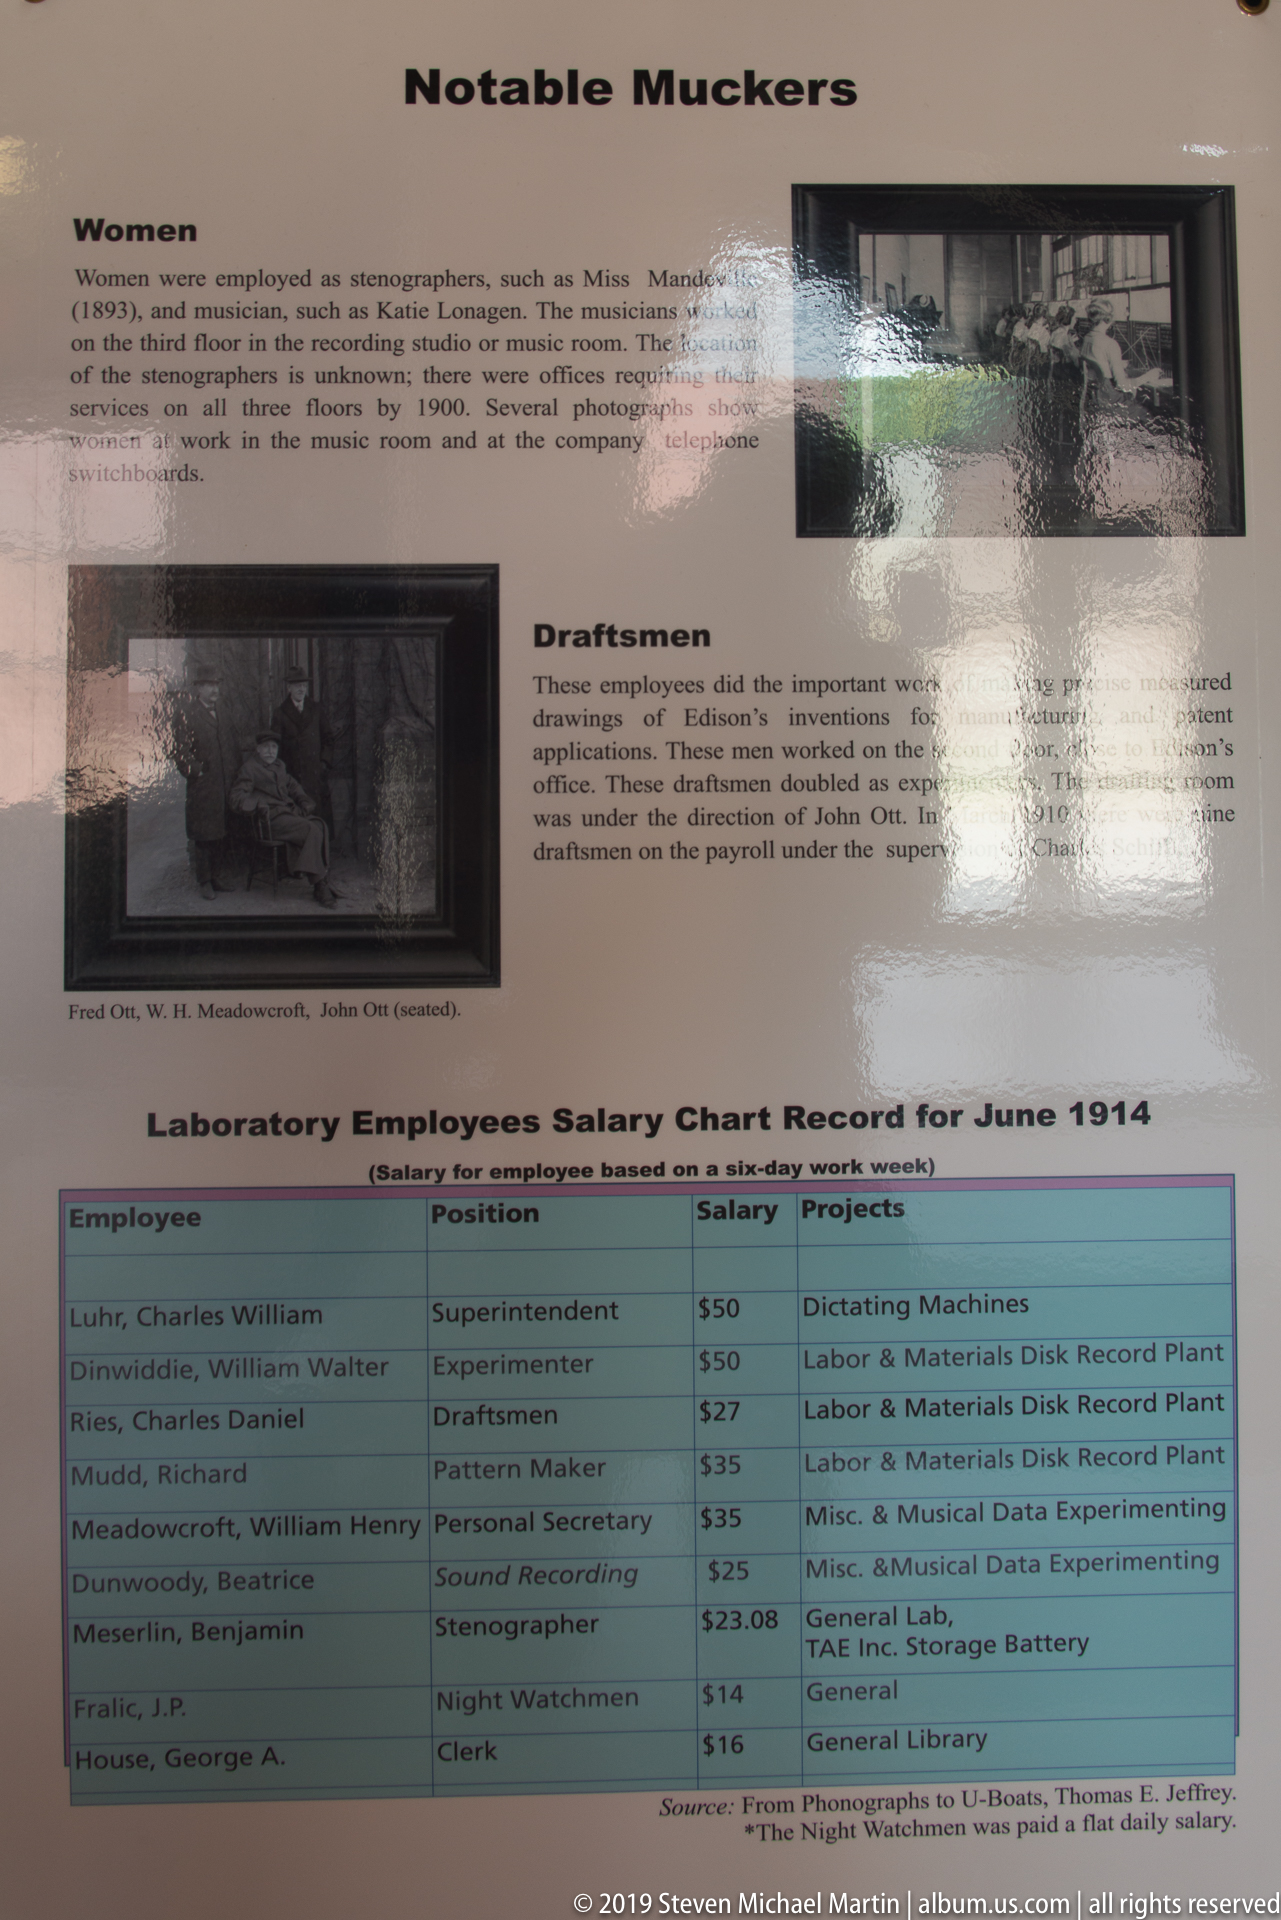 Notable Muckers
Women
Women were employed as stenographers, such as Miss Mandeville
(1893), and musician, such as Katie Lonagen. The musicians worked
on the third floor in the recording studio or music room. The location
of the stenographers is unknown; there were offices requiring their
services on all three floors by 1900. Several photographs show
women at work in the music room and at the company telephone
switchboards.
Draftsmen
These employees did the important work of making precise measured
drawings of Edison's inventions for manufacturing and patent
applications. These men worked on the second floor, close to Edison's
office. These draftsmen doubled as experimenters. The drafting room
was under the direction of John Ott. In March 1910 there were nine
draftsmen on the payroll under the supervision of Charles
Fred Ott, W. H. Meadowcroft, John Ott (seated).
Laboratory Employees Salary Chart Record for June 1914
(Salary for employee based on a six-day work week)
Employee Position Salary Projects
Luhr, Charles William Superintendent $50 Dictating Machines
Dinwiddie, William Walter Experimenter $50 Labor & Materials Disk Record Plant
Ries, Charles Daniel Draftsmen $27 Labor & Materials Disk Record Plant
Mudd, Richard Pattern Maker $35 Labor & Materials Disk Record Plant
Meadowcroft, William Henry Personal Secretary $35 Misc. & Musical Data Experimenting
Dunwoody, Beatrice Sound Recording $25 Misc. &Musical Data Experimenting
Meserlin, Benjamin Stenographer $23.08 General Lab,
TAE Inc. Storage Battery
Fralic, J.P. Night Watchmen $14 General
House, George A. Clerk $16 General Library
Source: From Phonographs to U-Boats, Thomas E. Jeffrey.
*The Night Watchmen was paid a flat daily salary.
© 2019 Steven Michael Martin | album.us.com | all rights reserved